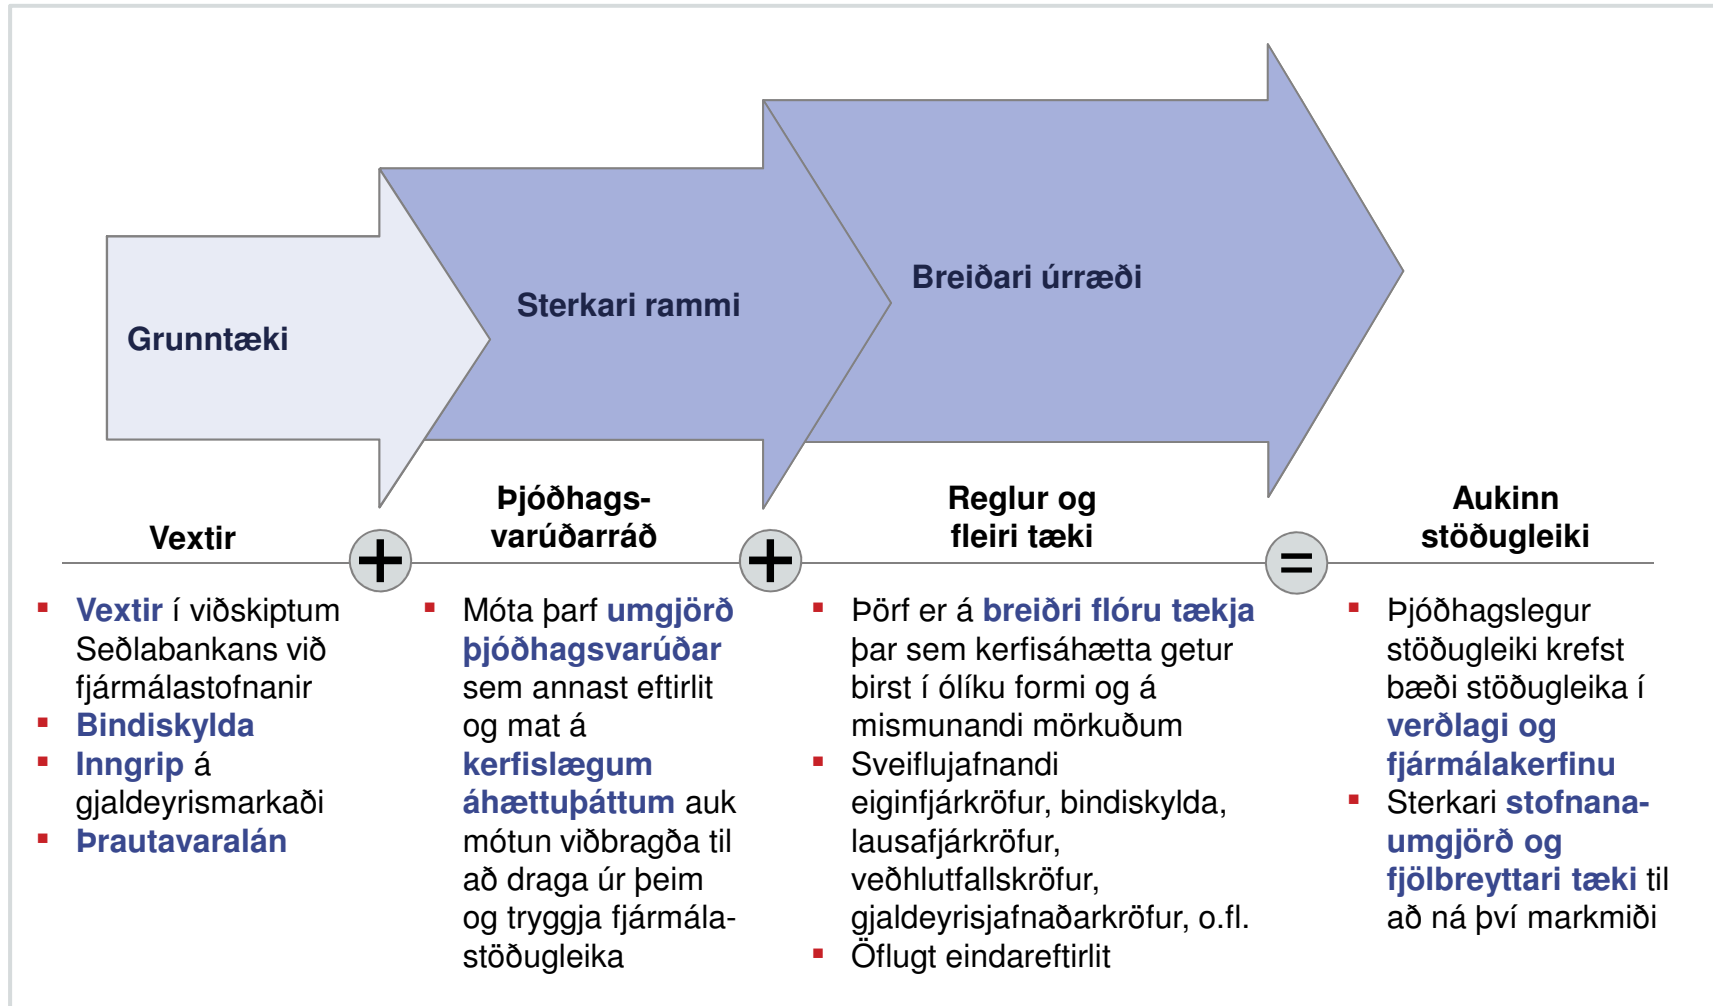 Grunntæki
Sterkari rammi
Breiðari úrræði
Vextir
▪ Vextir í viðskiptum
Seðlabankans við
fjármálastofnanir
▪ Bindiskylda
▪ Inngrip á
gjaldeyrismarkaði
▪ Þrautavaralán
+
Þjóðhags-
varúðarráð
▪ Móta þarf umgjörð
þjóðhagsvarúðar
sem annast eftirlit
og mat á
kerfislægum
áhættuþáttum auk
mótun viðbragða til
að draga úr þeim
og tryggja fjármála-
stöðugleika
+
Reglur og
fleiri tæki
▪ Þörf er á breiðri flóru tækja
þar sem kerfisáhætta getur
birst í ólíku formi og á
mismunandi mörkuðum
▪ Sveiflujafnandi
eiginfjárkröfur, bindiskylda,
lausafjárkröfur,
veðhlutfallskröfur,
gjaldeyrisjafnaðarkröfur, o.fl.
▪ Öflugt eindareftirlit
=
Aukinn
stöðugleiki
▪ Þjóðhagslegur
stöðugleiki krefst
bæði stöðugleika í
verðlagi og
fjármálakerfinu
▪ Sterkari stofnana-
umgjörð og
fjölbreyttari tæki til
að ná því markmiði